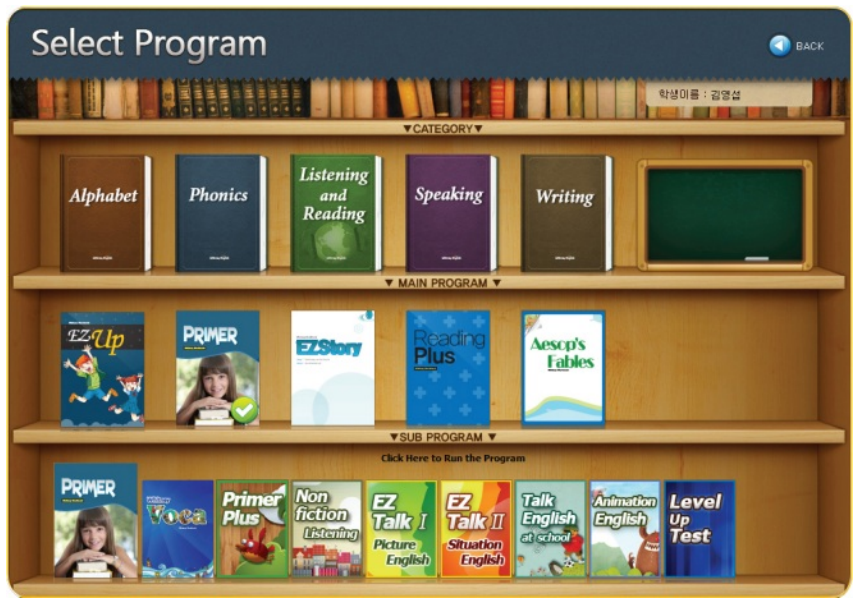 Select Program
BACK
학생이름 : 김영섭
▼CATEGORY▼
Alphabet
Phonics
Listening
and
Reading
Speaking
Writing
▼ MAIN PROGRAM ▼
EZ Up
PRIMER
EZ Story
Reading
Plus
Aesop's
Fables
▼SUB PROGRAM ▼
Click Here to Run the Program
PRIMER
Voca
Primer
Plus
Non
fiction
Listening
EZ
Talk I
Picture
English
EZ
Talk II
Situation
English
Talk
English
at school
Animation
English
Level
Up
Test